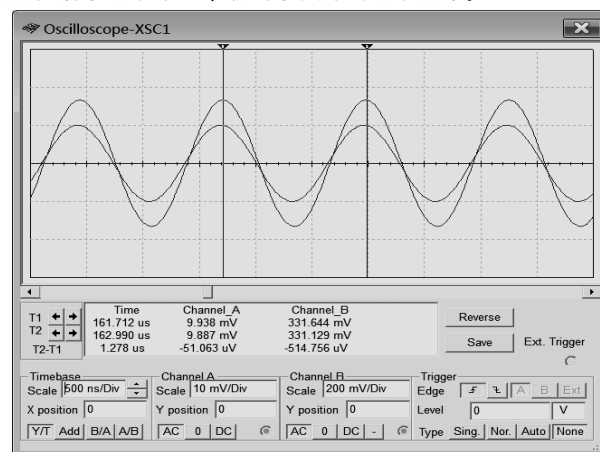 Oscilloscope-XSC1
Time Channel_A Channel_B
T1 161.712 us 9.938 mV 331.644 mV
T2 162.990 us 9.887 mV 331.129 mV
T2-T1 1.278 us -51.063 uV -514.756 uV
Reverse
Save
Ext. Trigger
Timebase
Scale 500 ns/Div
X position 0
Y/T Add B/A A/B
Channel A
Scale 10 mV/Div
Y position 0
AC 0 DC
Channel B
Scale 200 mV/Div
Y position 0
AC 0 DC -
Trigger
Edge A B Ext
Level 0 V
Type Sing. Nor. Auto None